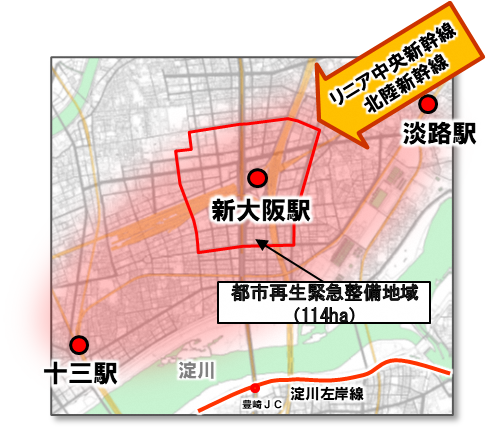 リニア中央新幹線
北陸新幹線
淡路駅
新大阪駅
都市再生緊急整備地域
(114ha)
十三駅
淀川
淀川左岸線
豊崎ＪＣ